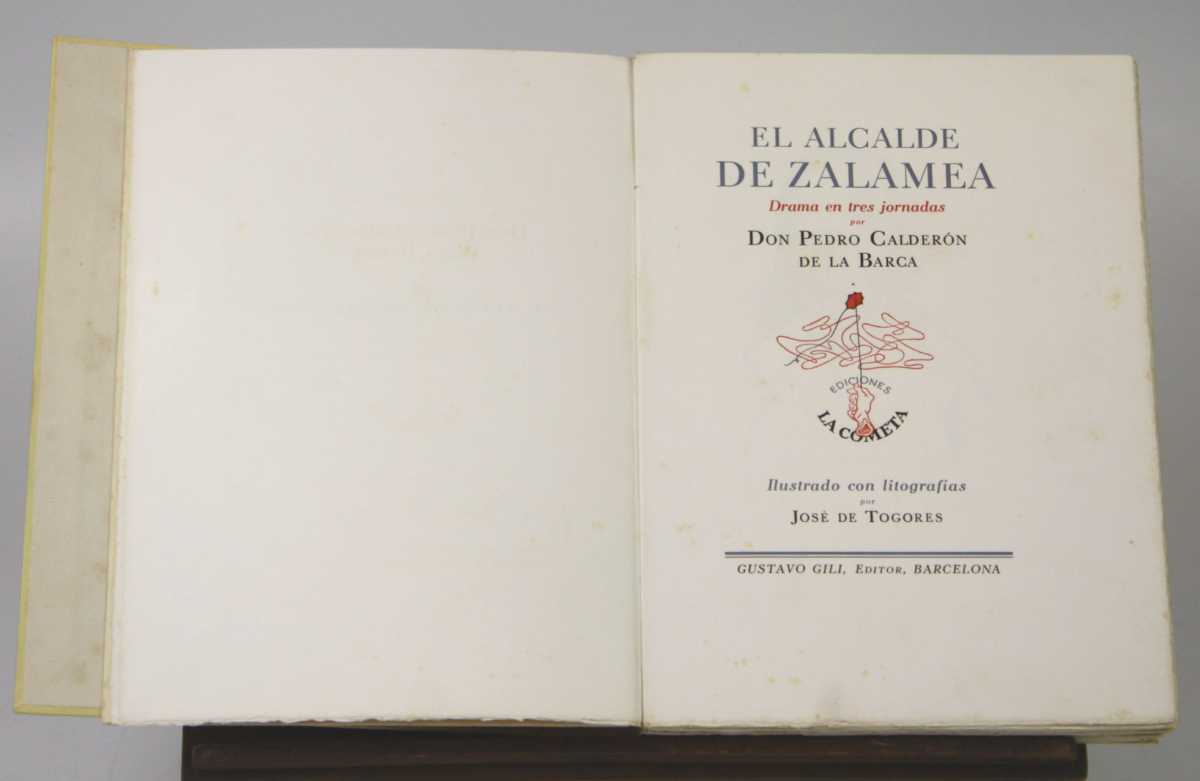 EL ALCALDE
DE ZALAMEA
Drama en tres jornadas
por
DON PEDRO CALDERÓN
DE LA BARCA
EDICIONES
LA COMETA
Ilustrado con litografías
por
JOSÉ DE TOGORES
GUSTAVO GILI, EDITOR, BARCELONA